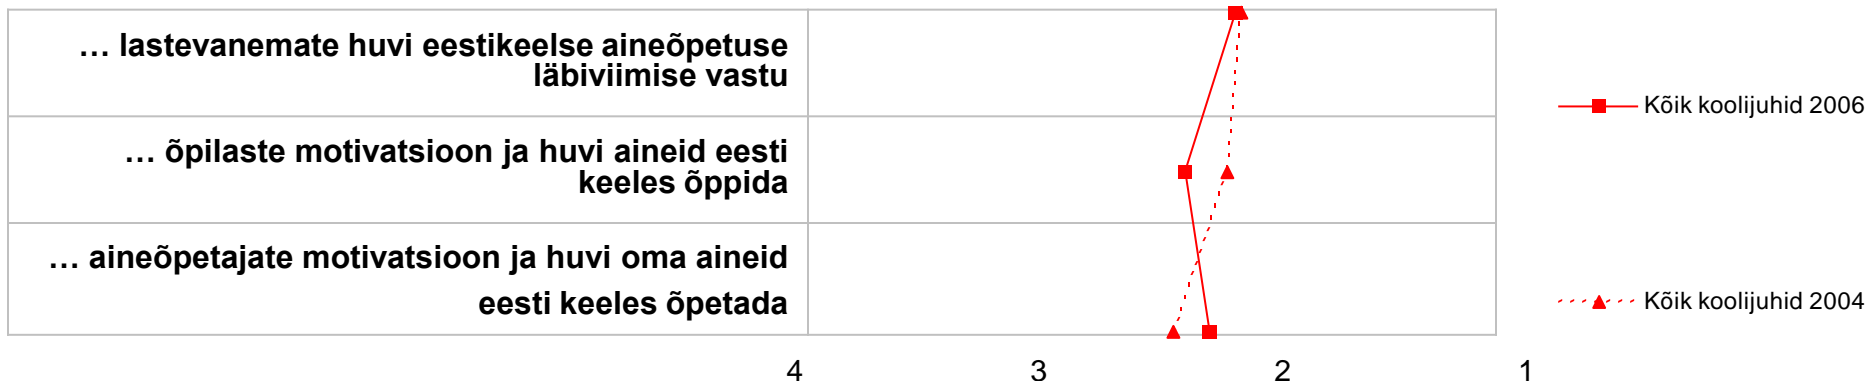 … lastevanemate huvi eestikeelse aineõpetuse
läbiviimise vastu
… õpilaste motivatsioon ja huvi aineid eesti
keeles õppida
… aineõpetajate motivatsioon ja huvi oma aineid
eesti keeles õpetada
4 3 2 1
Kõik koolijuhid 2006
Kõik koolijuhid 2004